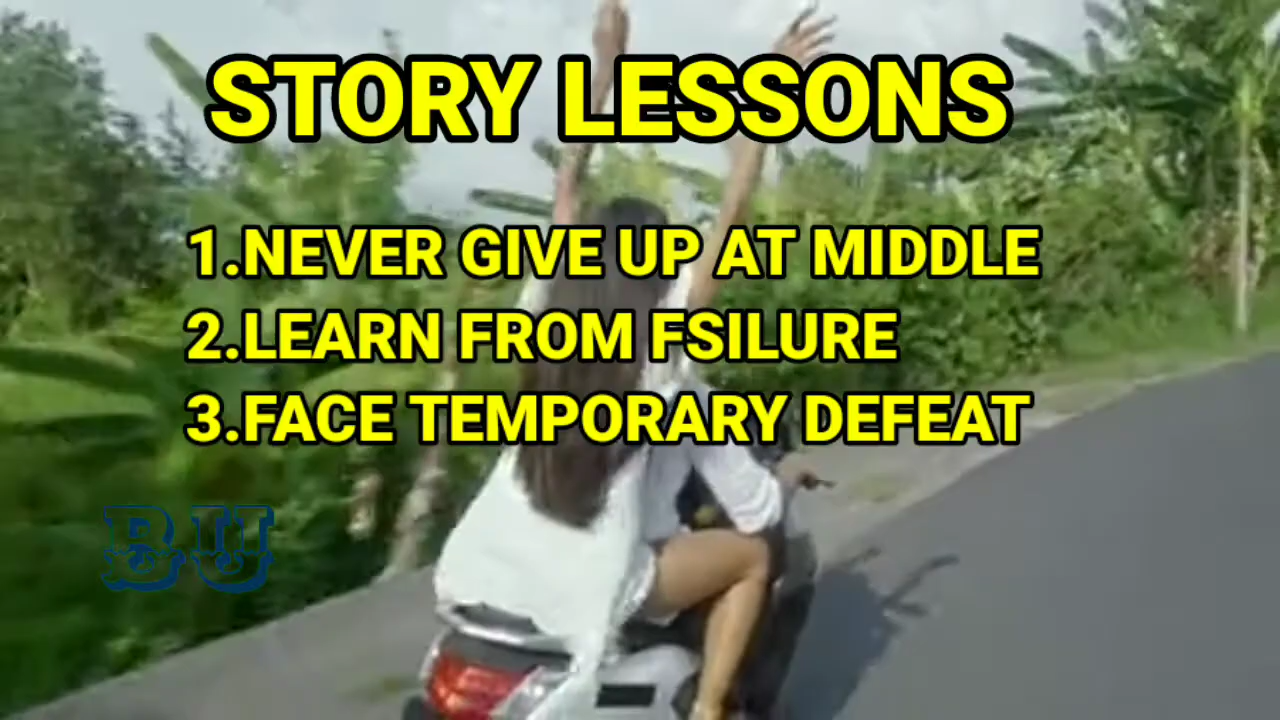 STORY LESSONS
1.NEVER GIVE UP AT MIDDLE
2.LEARN FROM FSILURE
3.FACE TEMPORARY DEFEAT
BU